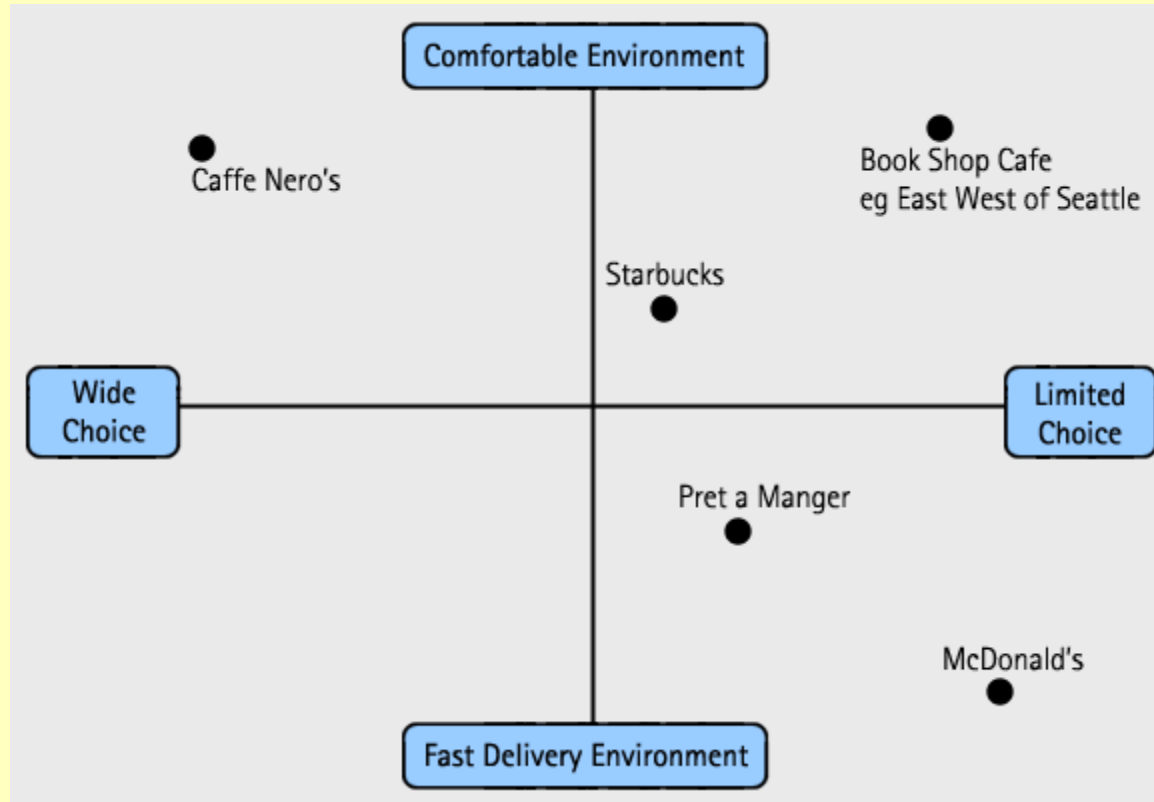 Comfortable Environment
Caffe Nero's
Book Shop Cafe
eg East West of Seattle
Starbucks
Wide
Choice
Limited
Choice
Pret a Manger
McDonald's
Fast Delivery Environment